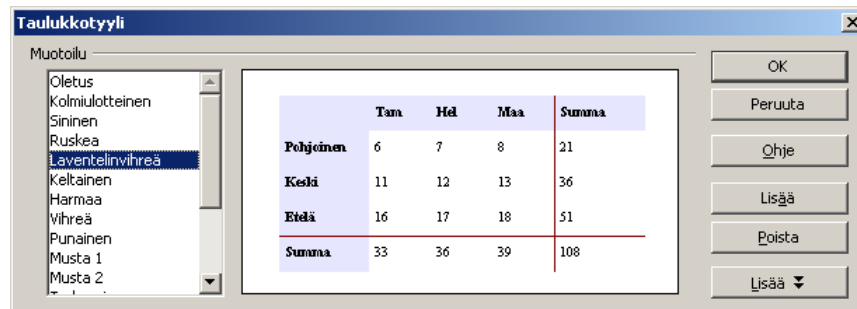 Taulukkotyyli
Muotoilu
Oletus
Kolmiulotteinen
Sininen
Ruskea
Laventelinvihreä
Keltainen
Harmaa
Vihreä
Punainen
Musta 1
Musta 2
Tam Hel Maa Summa
Pohjoinen 6 7 8 21
Keski 11 12 13 36
Etelä 16 17 18 51
Summa 33 36 39 108
OK
Peruuta
Ohje
Lisää
Poista
Lisää